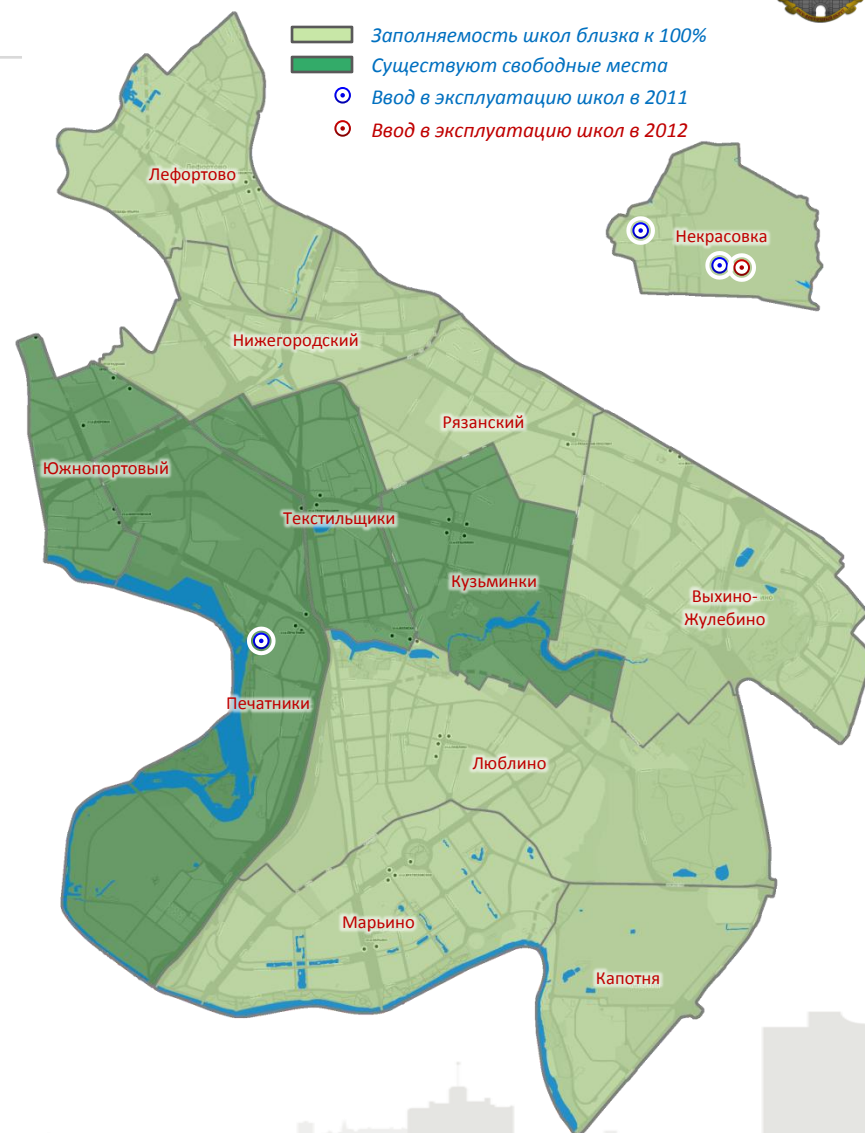 Заполняемость школ близка к 100%
Существуют свободные места
Ввод в эксплуатацию школ в 2011
Ввод в эксплуатацию школ в 2012
Лефортово
Некрасовка
Нижегородский
Рязанский
Южнопортовый
Текстильщики
Кузьминки
Выхино-
Жулебино
Печатники
Люблино
Марьино
Капотня